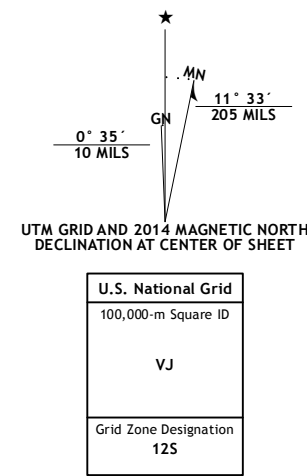 ★
MN
GN
11° 33´
205 MILS
0° 35´
10 MILS
UTM GRID AND 2014 MAGNETIC NORTH
DECLINATION AT CENTER OF SHEET
U.S. National Grid
100,000-m Square ID
VJ
Grid Zone Designation
12S